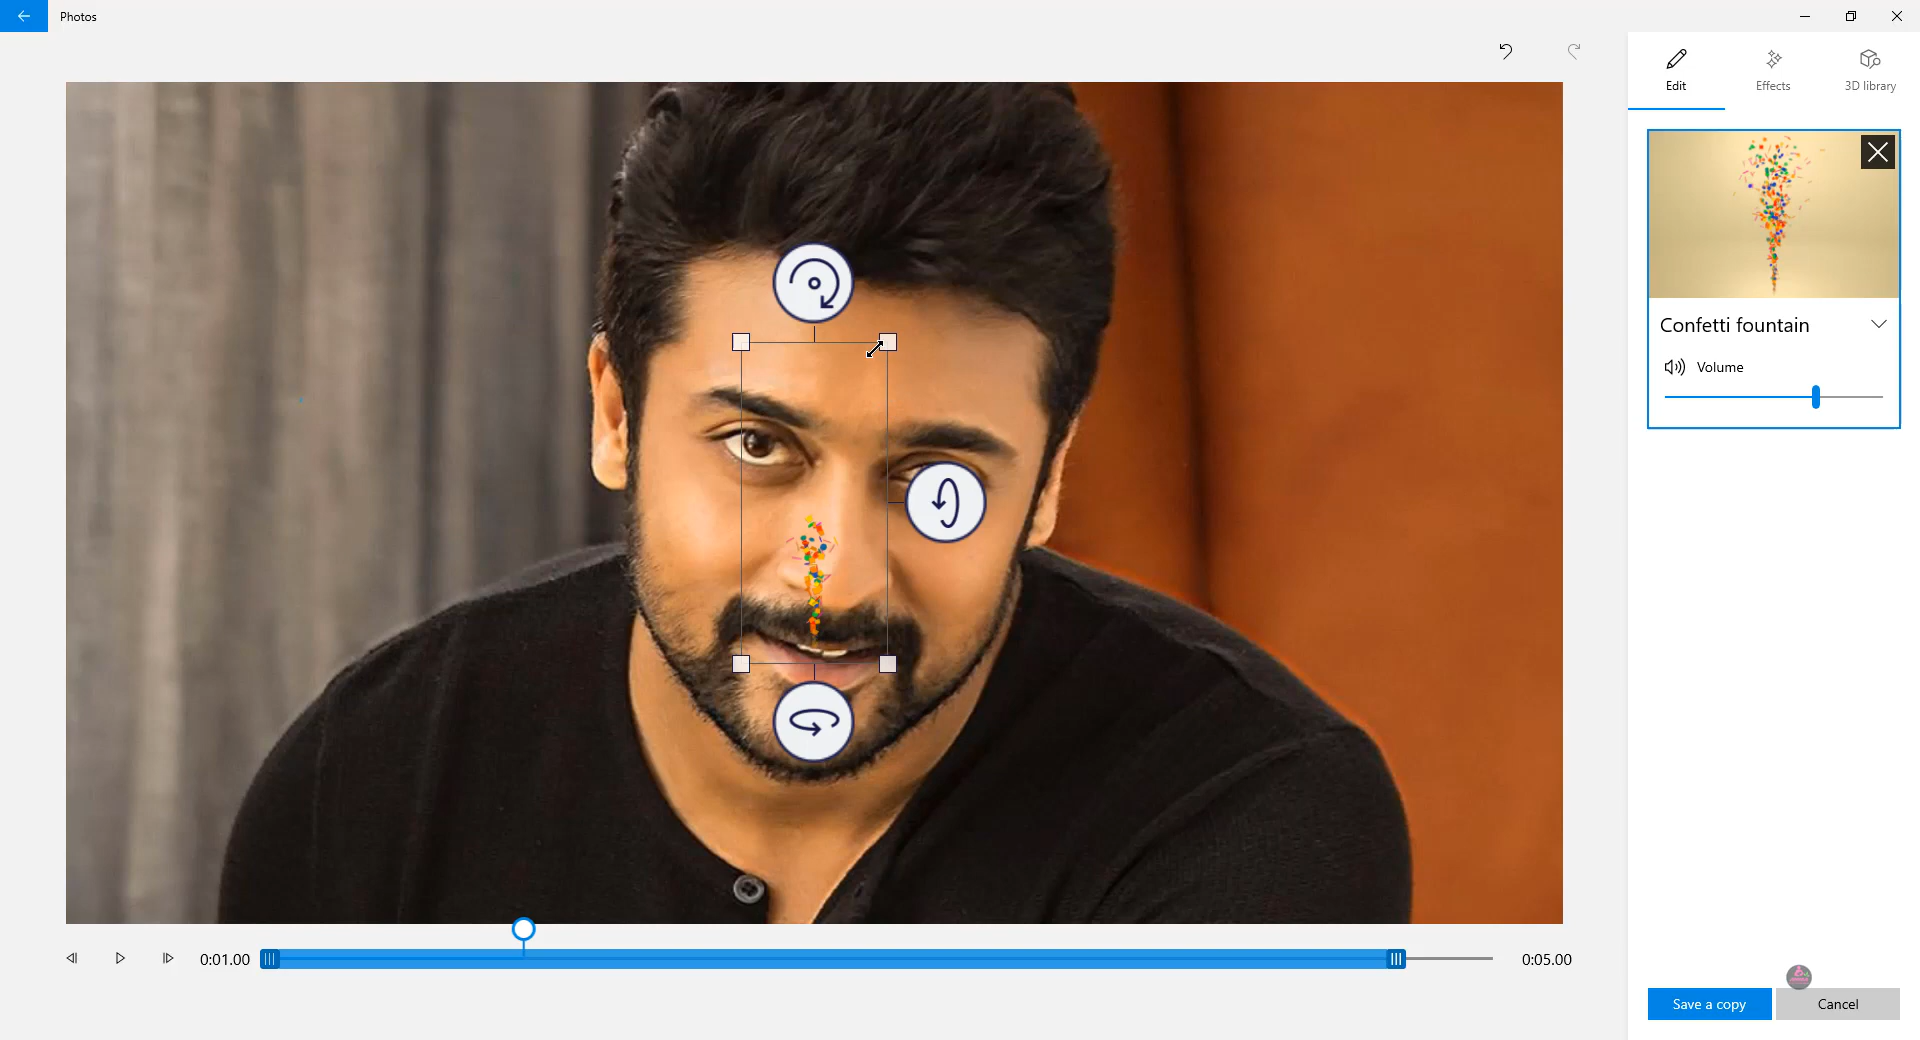 Photos
Edit
Effects
3D library
Confetti fountain
Volume
0:01.00
0:05.00
Save a copy
Cancel